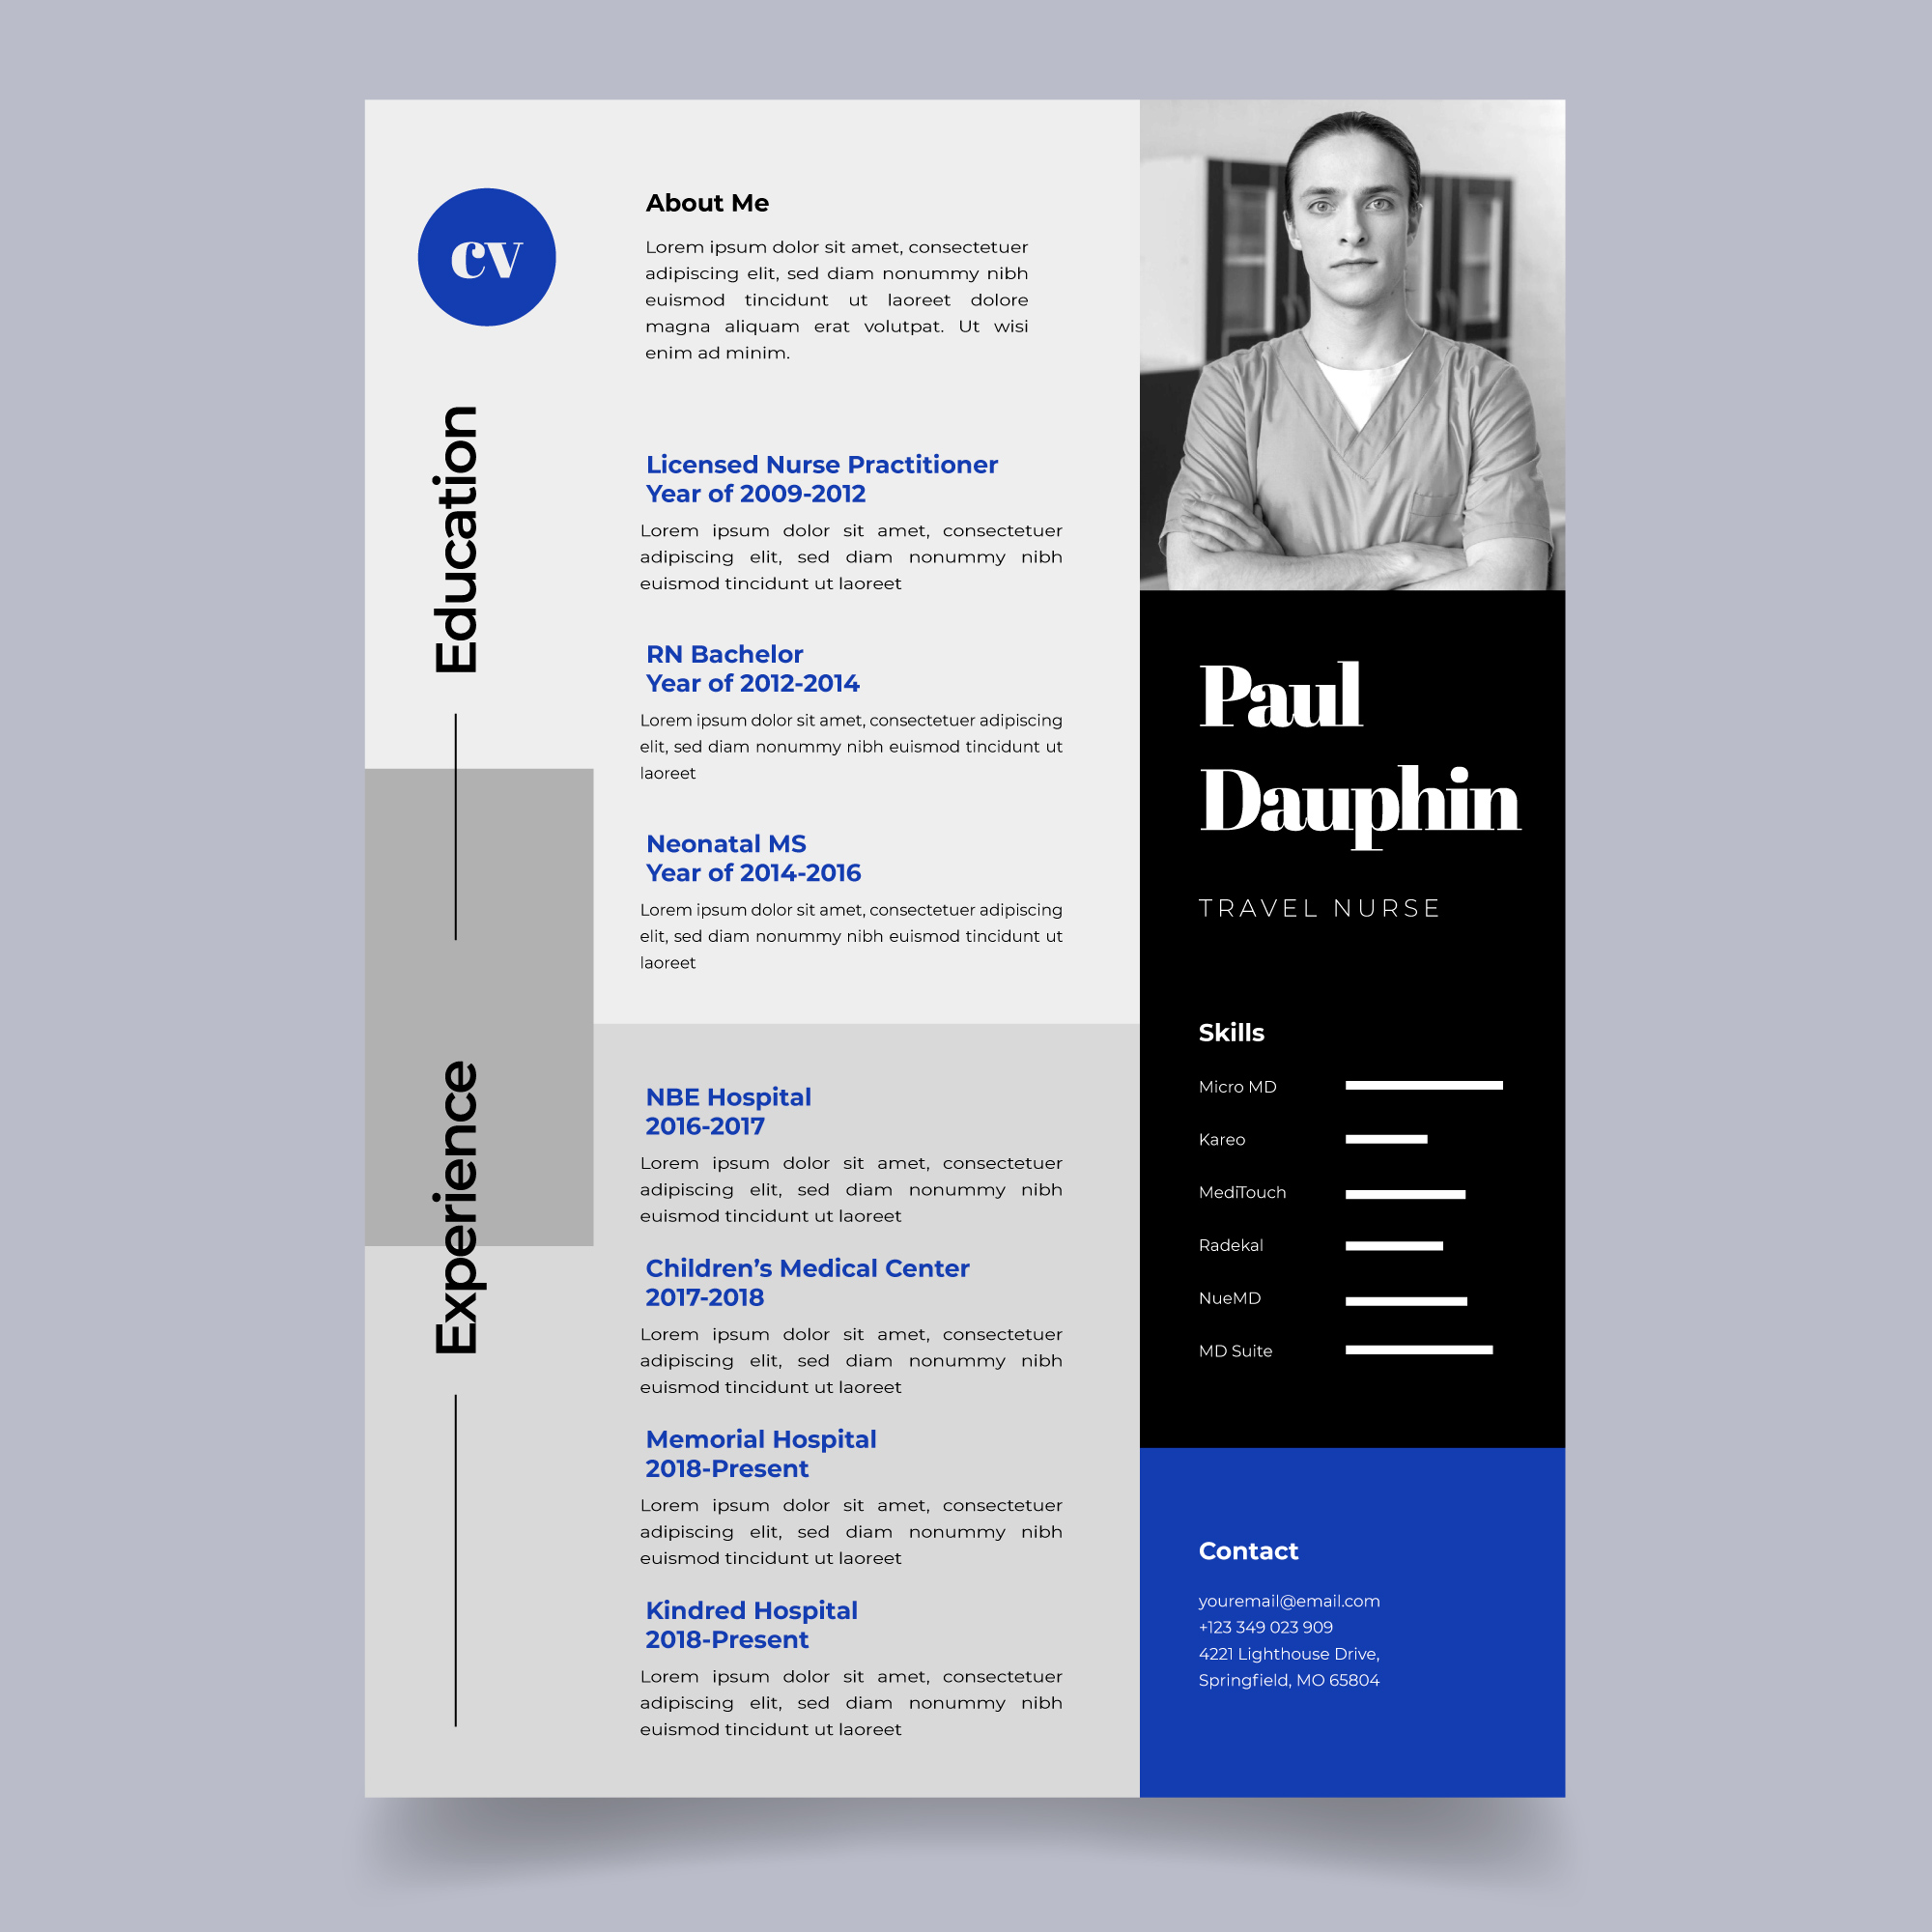 cv
About Me
Lorem ipsum dolor sit amet, consectetuer
adipiscing elit, sed diam nonummy nibh
euismod tincidunt ut laoreet dolore
magna aliquam erat volutpat. Ut wisi
enim ad minim.
Education
Licensed Nurse Practitioner
Year of 2009-2012
Lorem ipsum dolor sit amet, consectetuer
adipiscing elit, sed diam nonummy nibh
euismod tincidunt ut laoreet
RN Bachelor
Year of 2012-2014
Lorem ipsum dolor sit amet, consectetuer adipiscing
elit, sed diam nonummy nibh euismod tincidunt ut
laoreet
Neonatal MS
Year of 2014-2016
Lorem ipsum dolor sit amet, consectetuer adipiscing
elit, sed diam nonummy nibh euismod tincidunt ut
laoreet
Experience
NBE Hospital
2016-2017
Lorem ipsum dolor sit amet, consectetuer
adipiscing elit, sed diam nonummy nibh
euismod tincidunt ut laoreet
Children’s Medical Center
2017-2018
Lorem ipsum dolor sit amet, consectetuer
adipiscing elit, sed diam nonummy nibh
euismod tincidunt ut laoreet
Memorial Hospital
2018-Present
Lorem ipsum dolor sit amet, consectetuer
adipiscing elit, sed diam nonummy nibh
euismod tincidunt ut laoreet
Kindred Hospital
2018-Present
Lorem ipsum dolor sit amet, consectetuer
adipiscing elit, sed diam nonummy nibh
euismod tincidunt ut laoreet
Paul
Dauphin
TRAVEL NURSE
Skills
Micro MD
Kareo
MediTouch
Radekal
NueMD
MD Suite
Contact
youremail@email.com
+123 349 023 909
4221 Lighthouse Drive,
Springfield, MO 65804